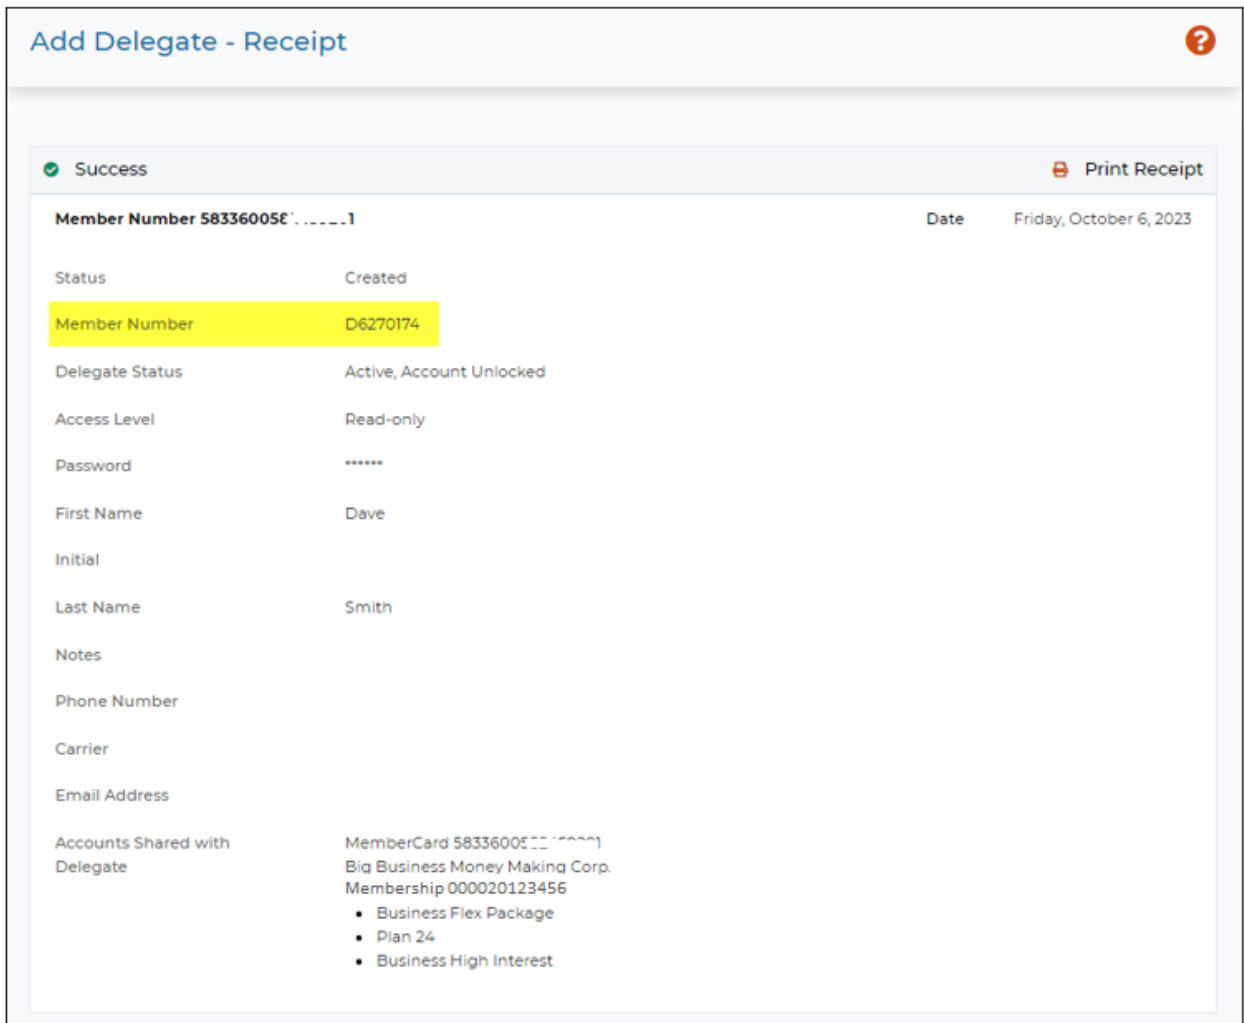 Add Delegate - Receipt
?
Success Print Receipt
Member Number Date Friday, October 6, 2023
Status Created
Member Number D6270174
Delegate Status Active, Account Unlocked
Access Level Read-only
Password ******
First Name Dave
Initial
Last Name Smith
Notes
Phone Number
Carrier
Email Address
Accounts Shared with MemberCard
Delegate Big Business Money Making Corp.
Membership 000020123456
• Business Flex Package
• Plan 24
• Business High Interest